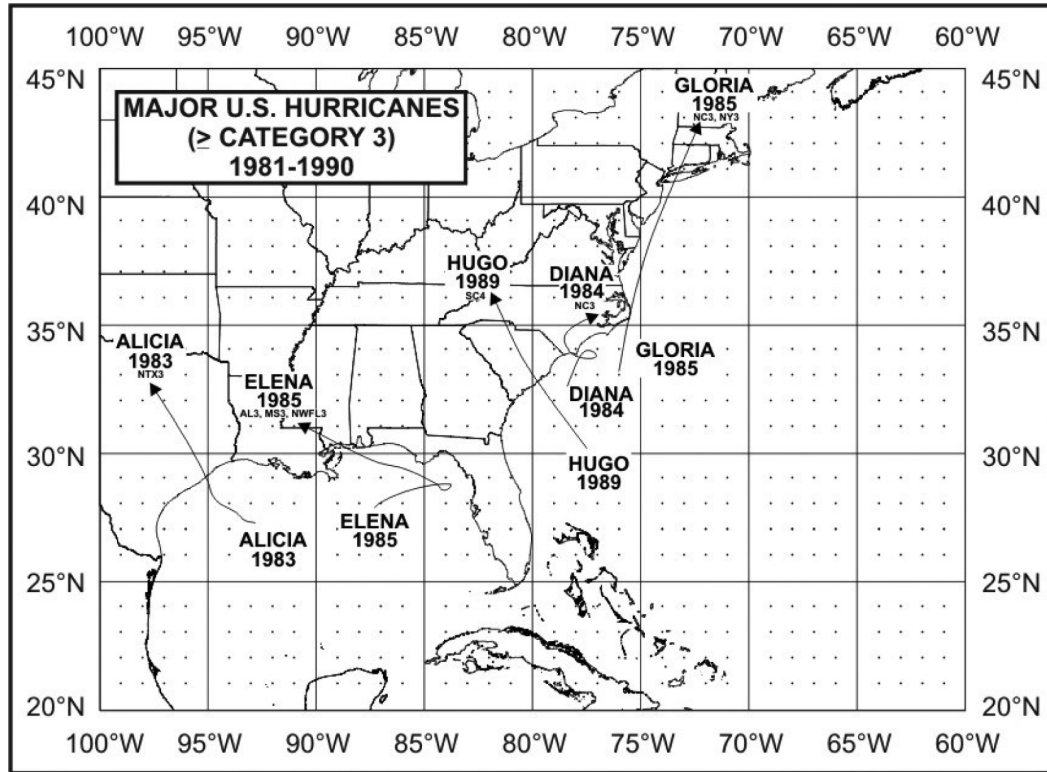 100°W 95°W 90°W 85°W 80°W 75°W 70°W 65°W 60°W
45°N 45°N
MAJOR U.S. HURRICANES
(≥ CATEGORY 3)
1981-1990
GLORIA
1985
NC3, NY3
40°N 40°N
HUGO
1989
SC4
DIANA
1984
NC3
35°N 35°N
ALICIA
1983
NTX3
GLORIA
1985
ELENA
1985
AL3, MS3, NWFL3
DIANA
1984
30°N 30°N
HUGO
1989
ELENA
1985
ALICIA
1983
25°N 25°N
20°N 20°N
100°W 95°W 90°W 85°W 80°W 75°W 70°W 65°W 60°W